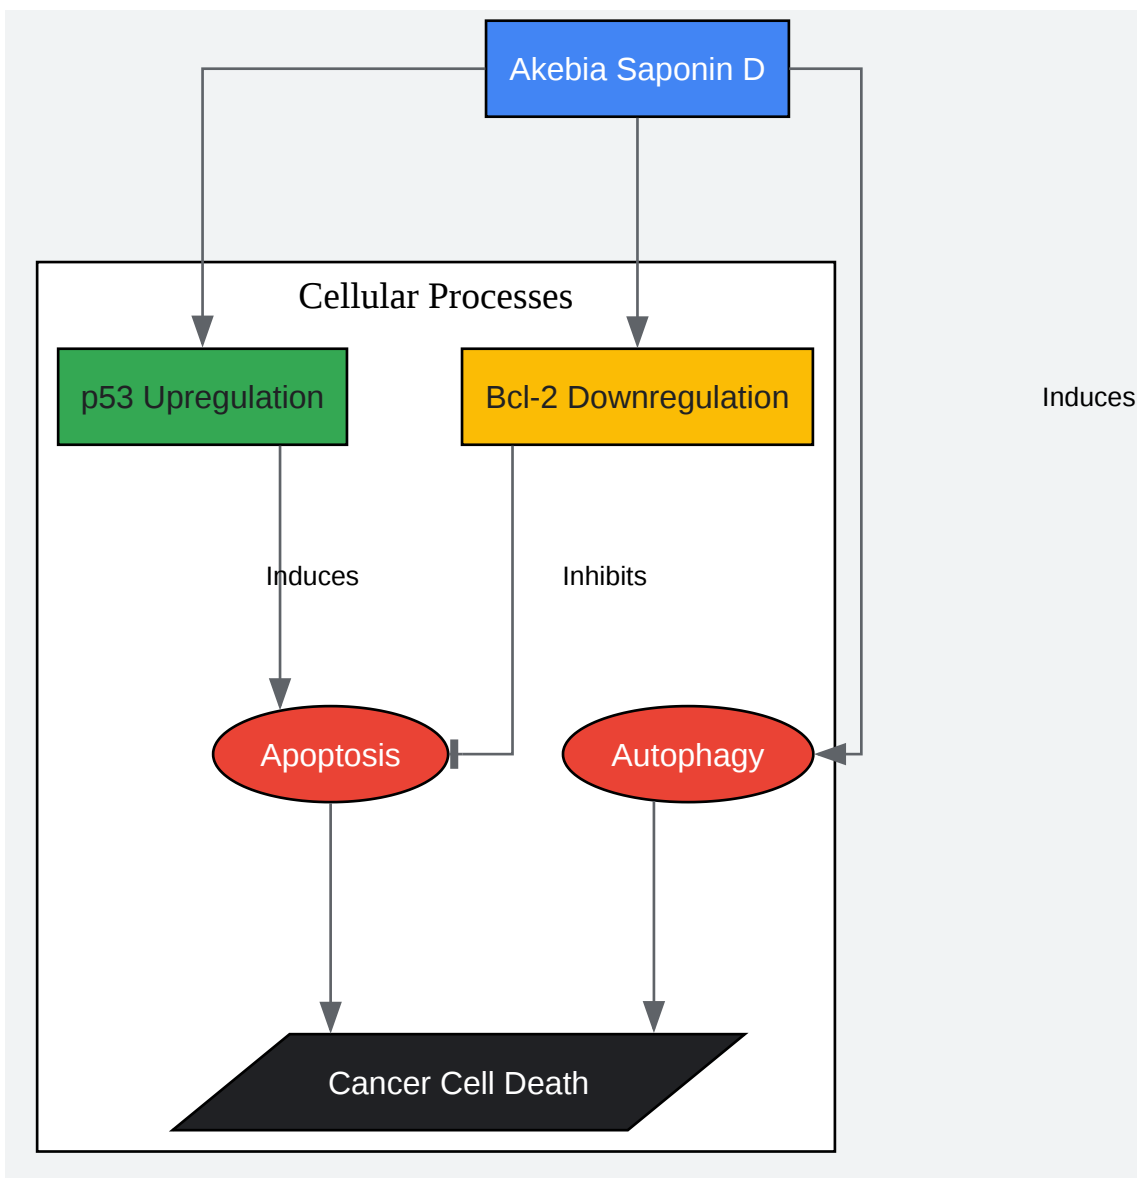 Akebia Saponin D
Cellular Processes
p53 Upregulation
Bcl-2 Downregulation
Induces
Induces
Inhibits
Apoptosis
Autophagy
Cancer Cell Death